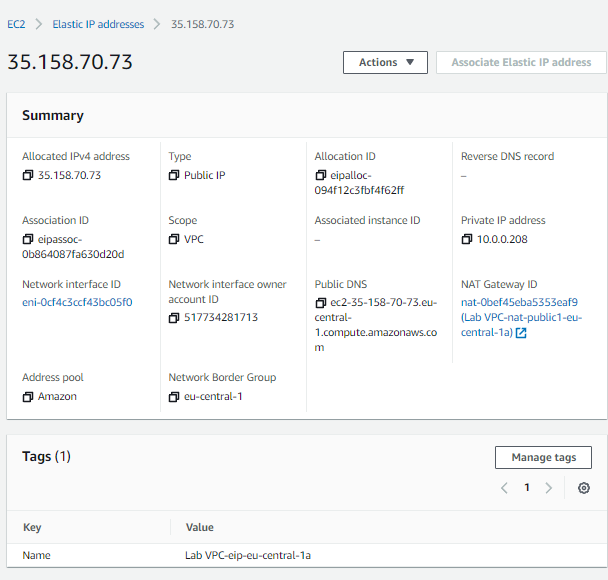 EC2 > Elastic IP addresses > 35.158.70.73
35.158.70.73
Actions
Associate Elastic IP address
Summary
Allocated IPv4 address
35.158.70.73
Type
Public IP
Allocation ID
eipalloc-
094f12c3fbf4f62ff
Reverse DNS record
–
Association ID
eipassoc-
0b864087fa630d20d
Scope
VPC
Associated instance ID
–
Private IP address
10.0.0.208
Network interface ID
eni-0cf4c3ccf43bc05f0
Network interface owner
account ID
517734281713
Public DNS
ec2-35-158-70-73.eu-
central-
1.compute.amazonaws.co
m
NAT Gateway ID
nat-0bef45eba5353eaf9
(Lab VPC-nat-public1-eu-
central-1a)
Address pool
Amazon
Network Border Group
eu-central-1
Tags (1)
Manage tags
1
Key
Value
Name
Lab VPC-eip-eu-central-1a